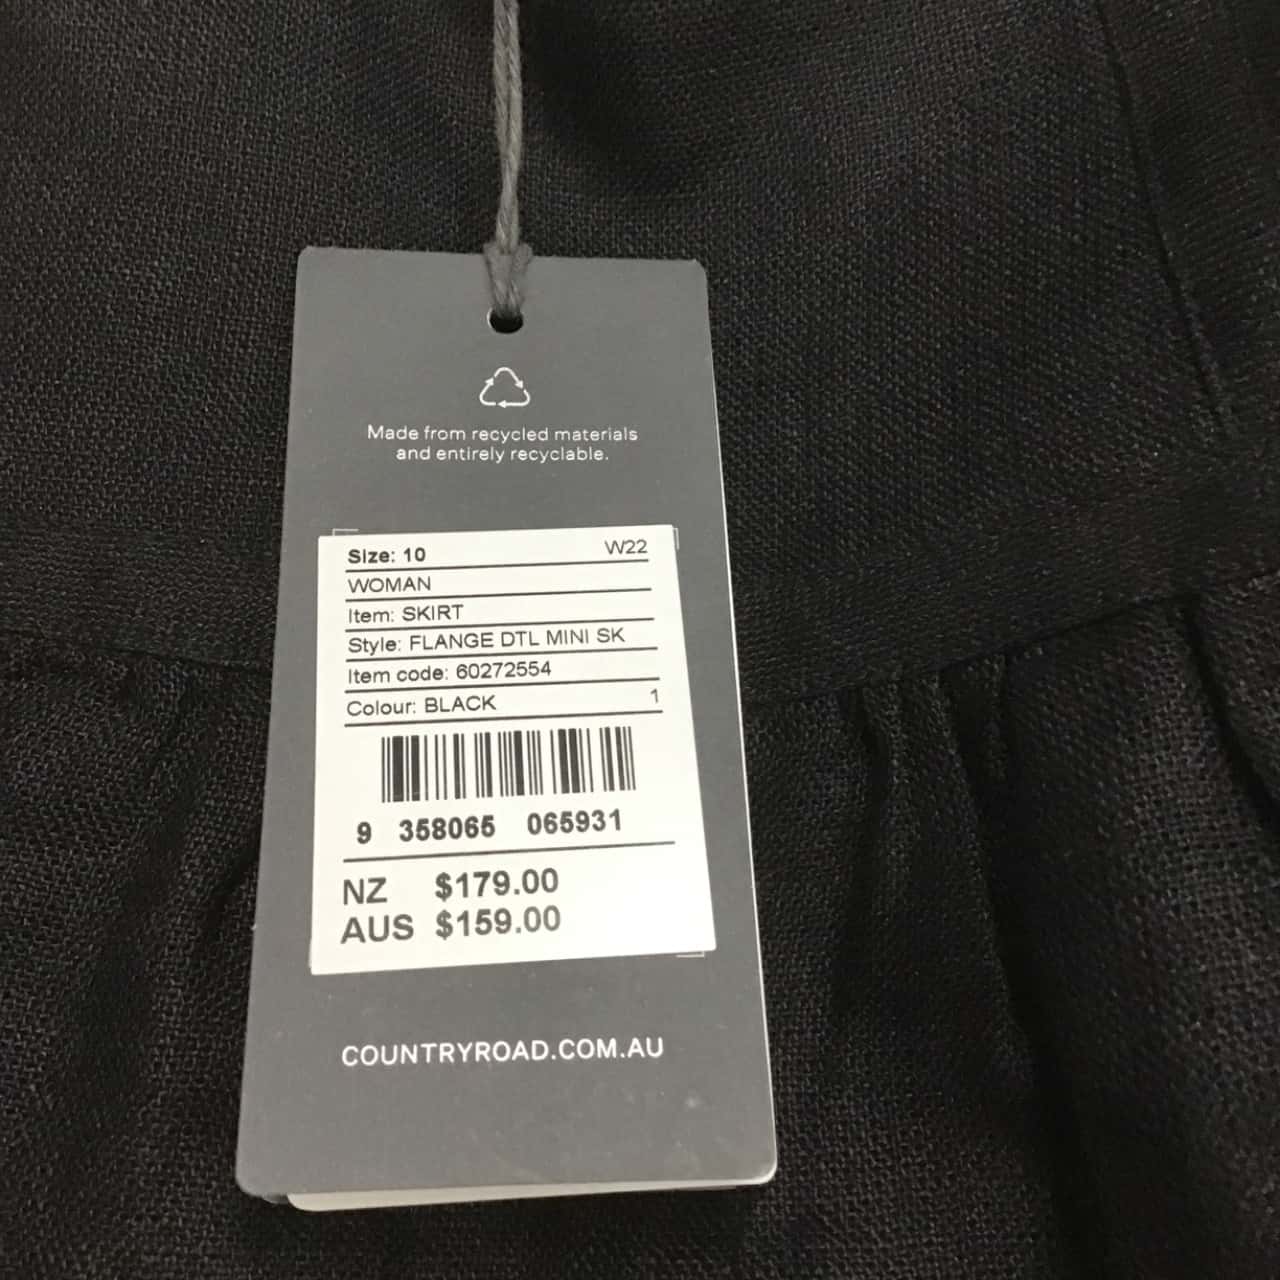 Made from recycled materials
and entirely recyclable.
Size: 10 W22
WOMAN
Item: SKIRT
Style: FLANGE DTL MINI SK
Item code: 60272554
Colour: BLACK 1
9 358065 065931
NZ $179.00
AUS $159.00
COUNTRYROAD.COM.AU